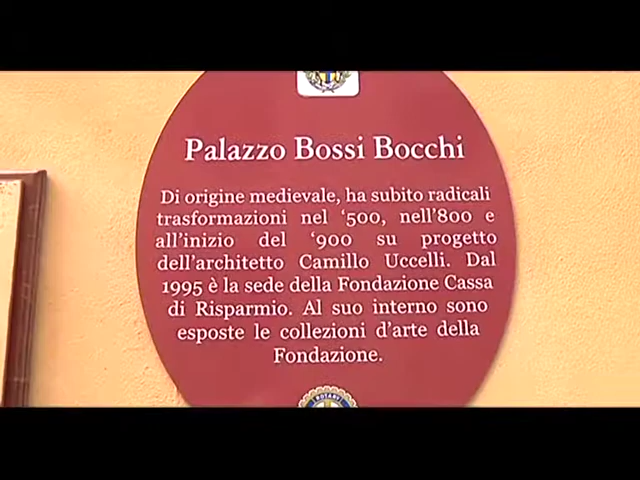 Palazzo Bossi Bocchi
Di origine medievale, ha subito radicali
trasformazioni nel ‘500, nell’800 e
all’inizio del ‘900 su progetto
dell’architetto Camillo Uccelli. Dal
1995 è la sede della Fondazione Cassa
di Risparmio. Al suo interno sono
esposte le collezioni d’arte della
Fondazione.
ROTARY